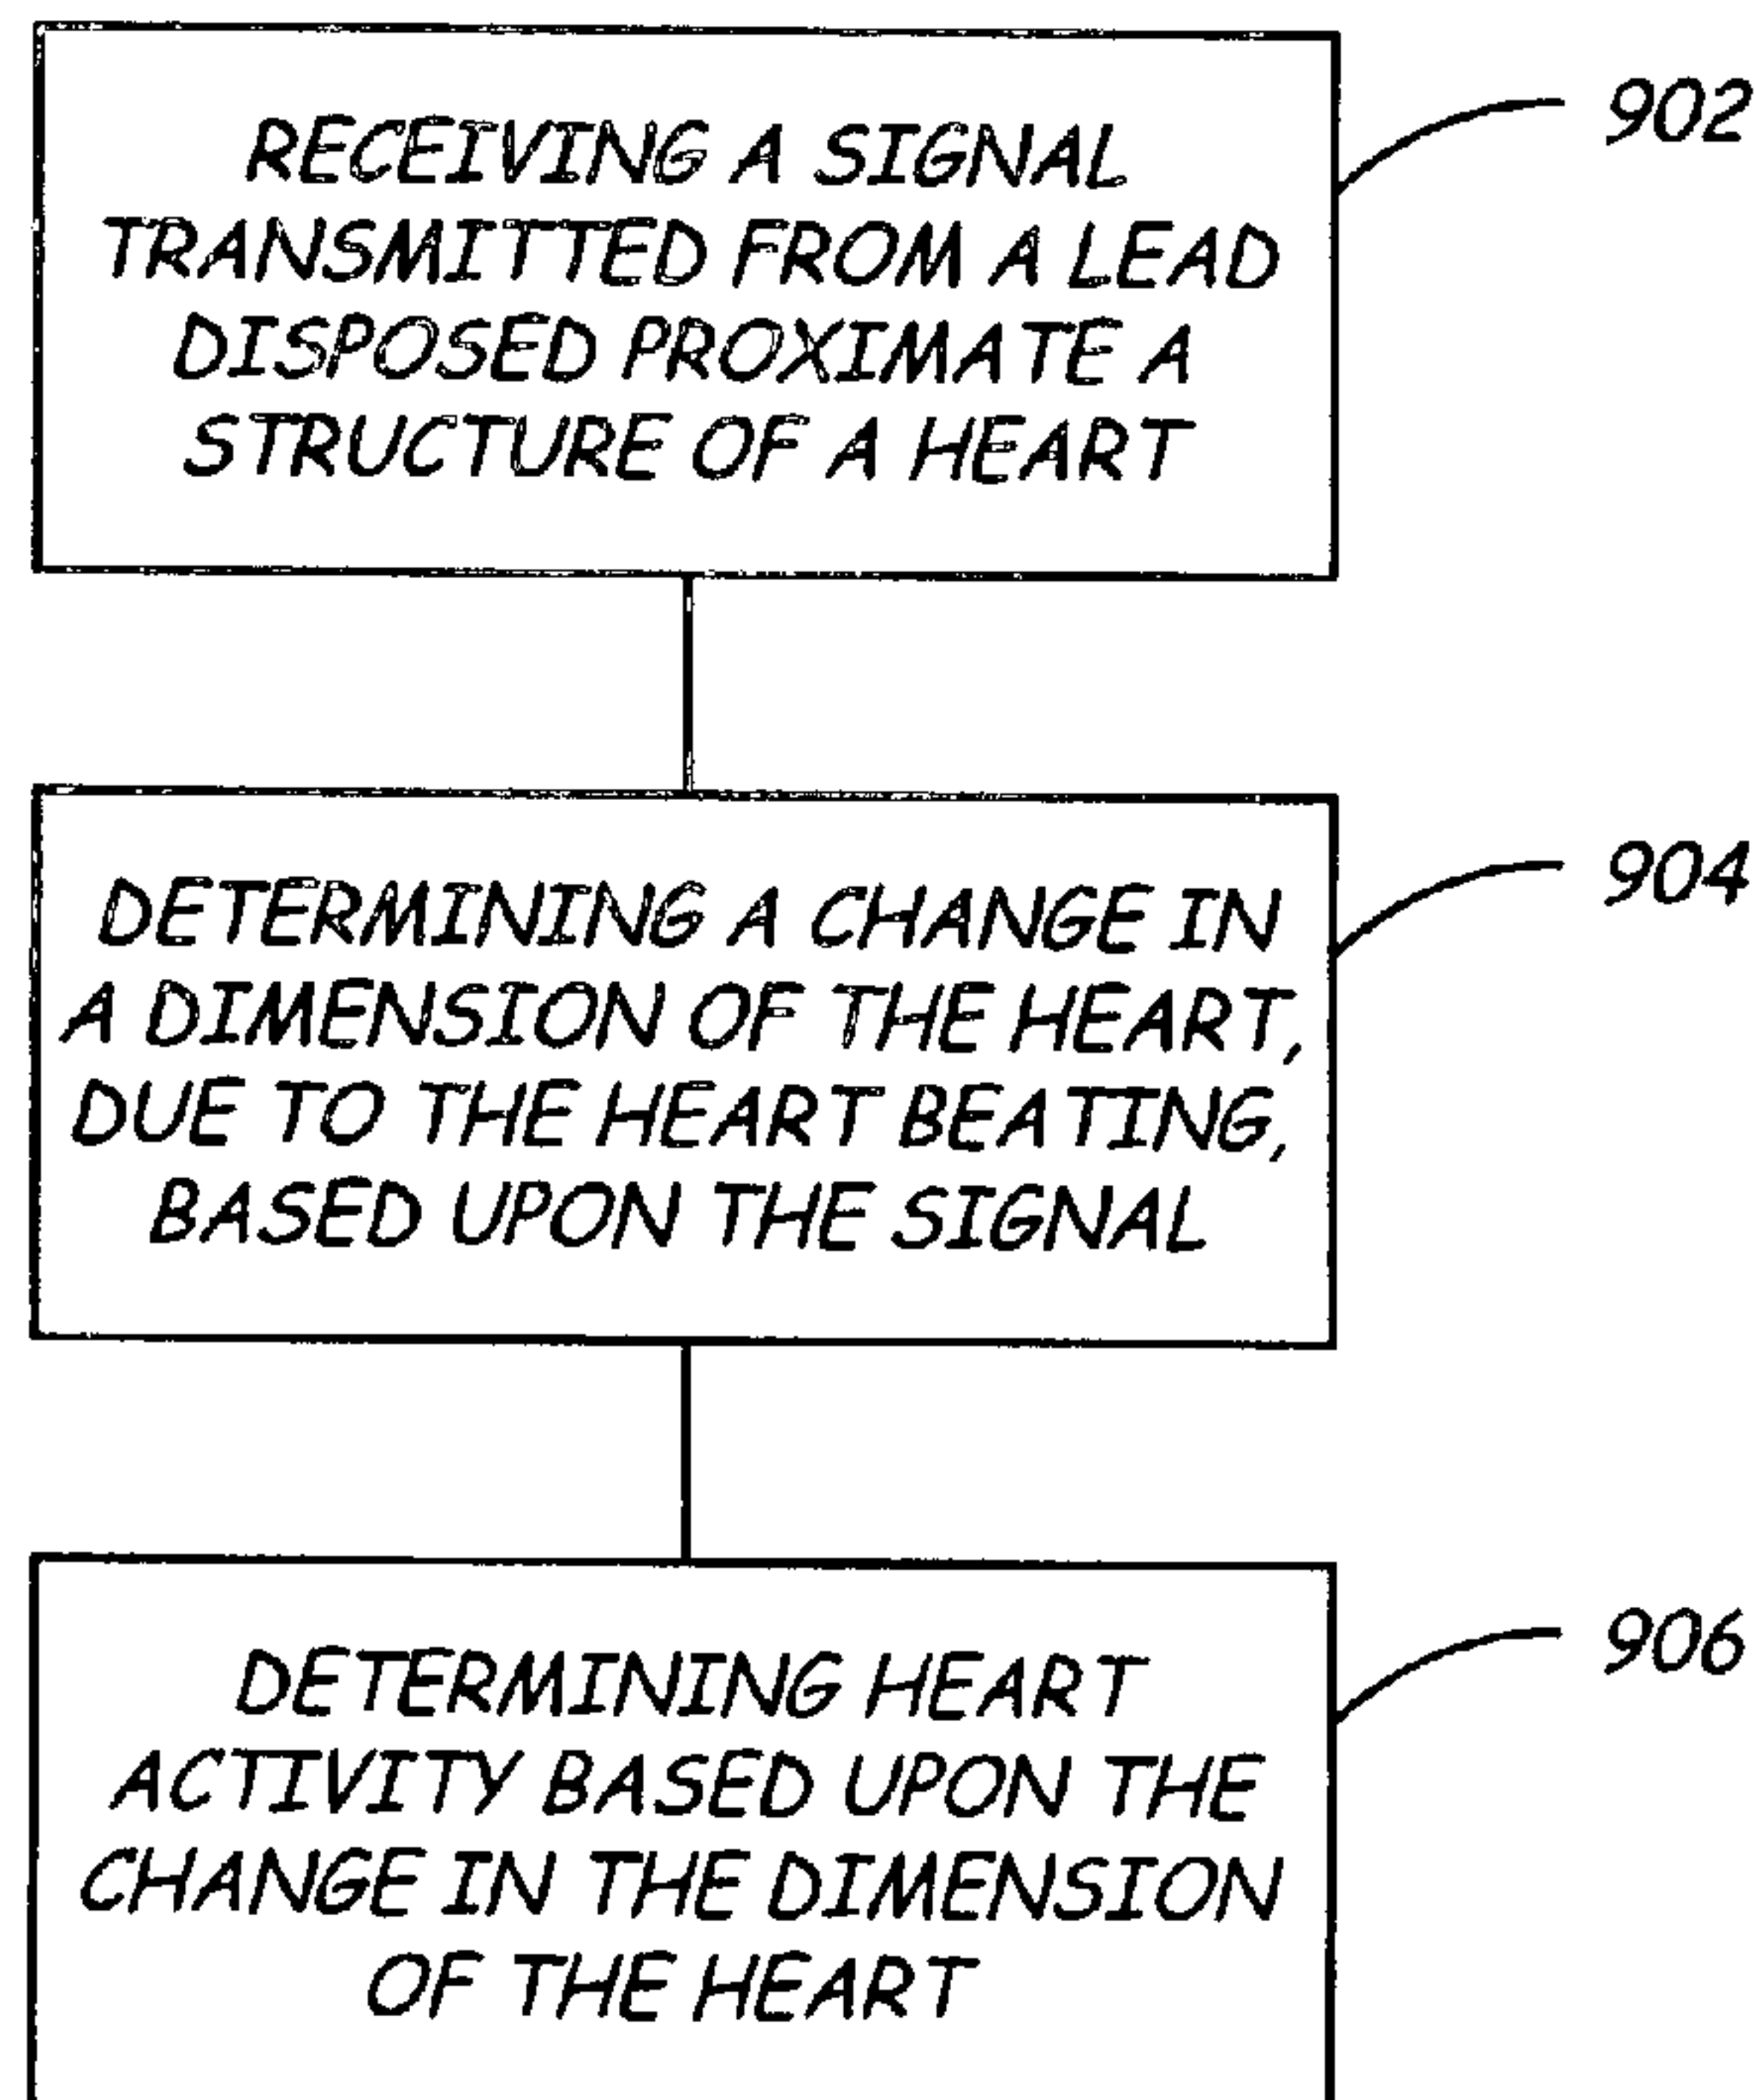 RECEIVING A SIGNAL
TRANSMITTED FROM A LEAD
DISPOSED PROXIMATE A
STRUCTURE OF A HEART
902
DETERMINING A CHANGE IN
A DIMENSION OF THE HEART,
DUE TO THE HEART BEATING,
BASED UPON THE SIGNAL
904
DETERMINING HEART
ACTIVITY BASED UPON THE
CHANGE IN THE DIMENSION
OF THE HEART
906